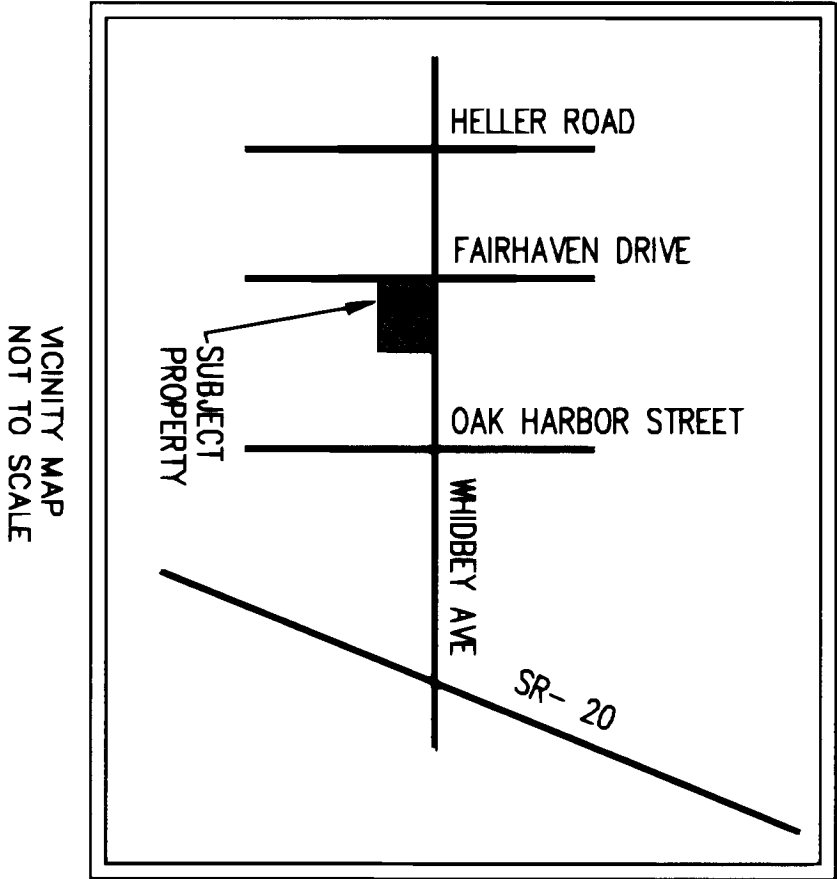 HELLER ROAD
FAIRHAVEN DRIVE
SUBJECT
PROPERTY
OAK HARBOR STREET
WHIDBEY AVE
SR- 20
VICINITY MAP
NOT TO SCALE